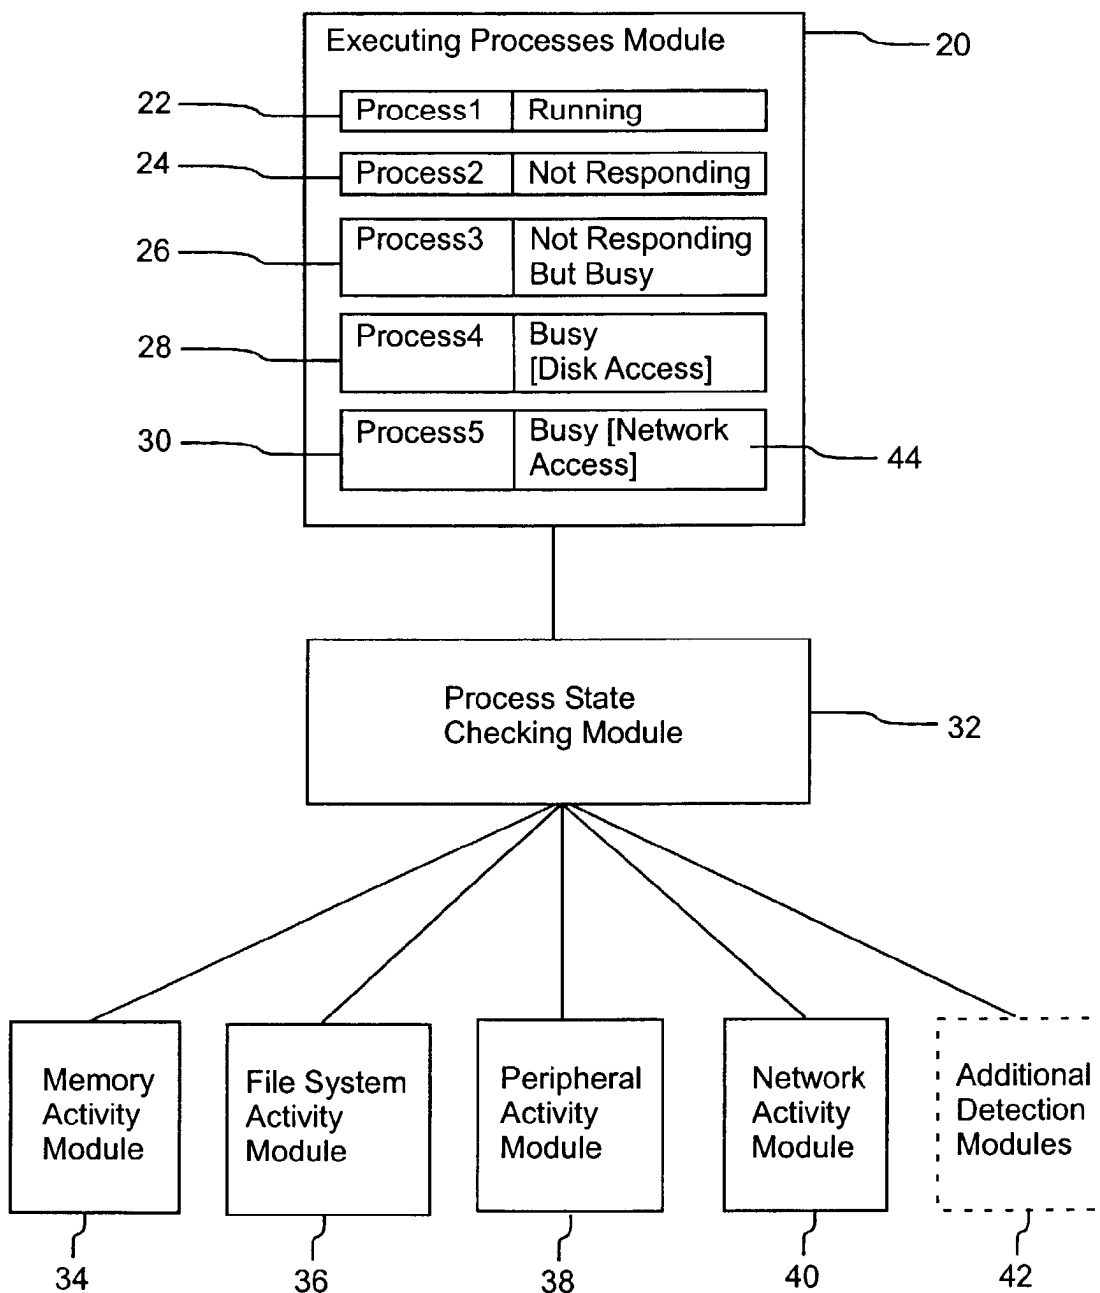 Executing Processes Module
20
22
Process1
Running
24
Process2
Not Responding
26
Process3
Not Responding
But Busy
28
Process4
Busy
[Disk Access]
30
Process5
Busy [Network
Access]
44
Process State
Checking Module
32
Memory
Activity
Module
File System
Activity
Module
Peripheral
Activity
Module
Network
Activity
Module
Additional
Detection
Modules
34
36
38
40
42